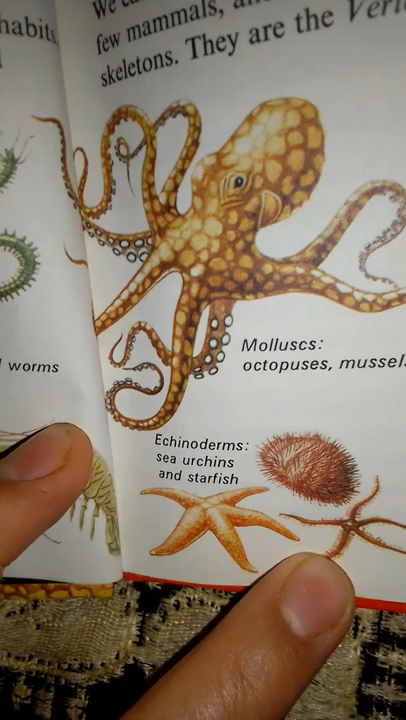 habits,
worms
few mammals,
skeletons. They are the
Molluscs:
octopuses, mussels
Echinoderms:
sea urchins
and starfish